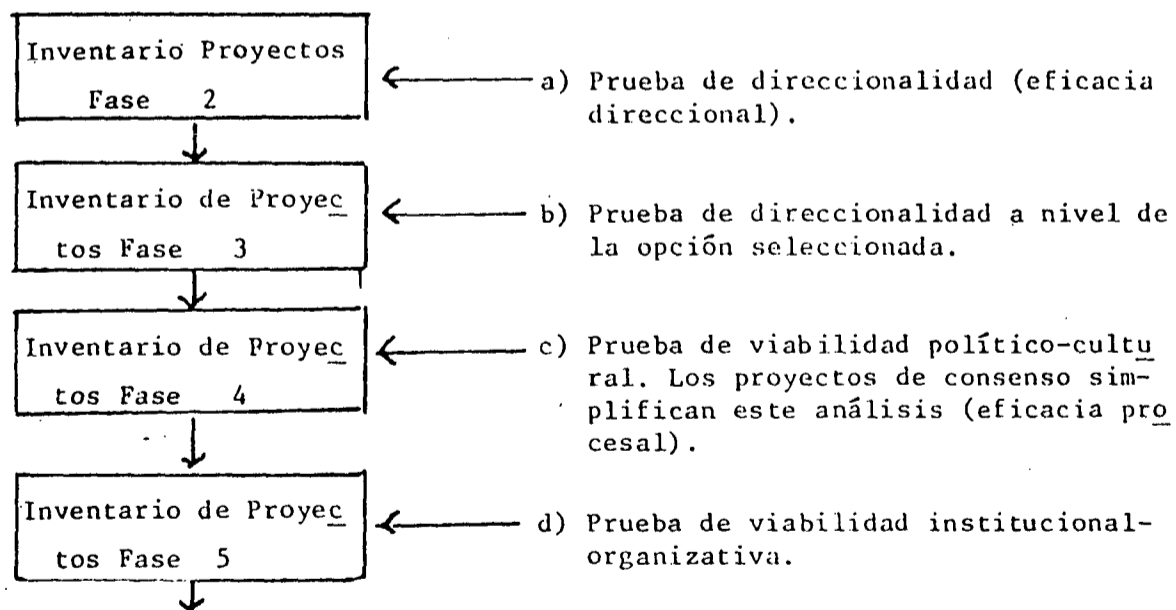 Inventario Proyectos
Fase 2
a) Prueba de direccionalidad (eficacia
direccional).
Inventario de Proyec
tos Fase 3
b) Prueba de direccionalidad a nivel de
la opción seleccionada.
Inventario de Proyec
tos Fase 4
c) Prueba de viabilidad político-cultu
ral. Los proyectos de consenso sim-
plifican este análisis (eficacia pro
cesal).
Inventario de Proyec
tos Fase 5
d) Prueba de viabilidad institucional-
organizativa.